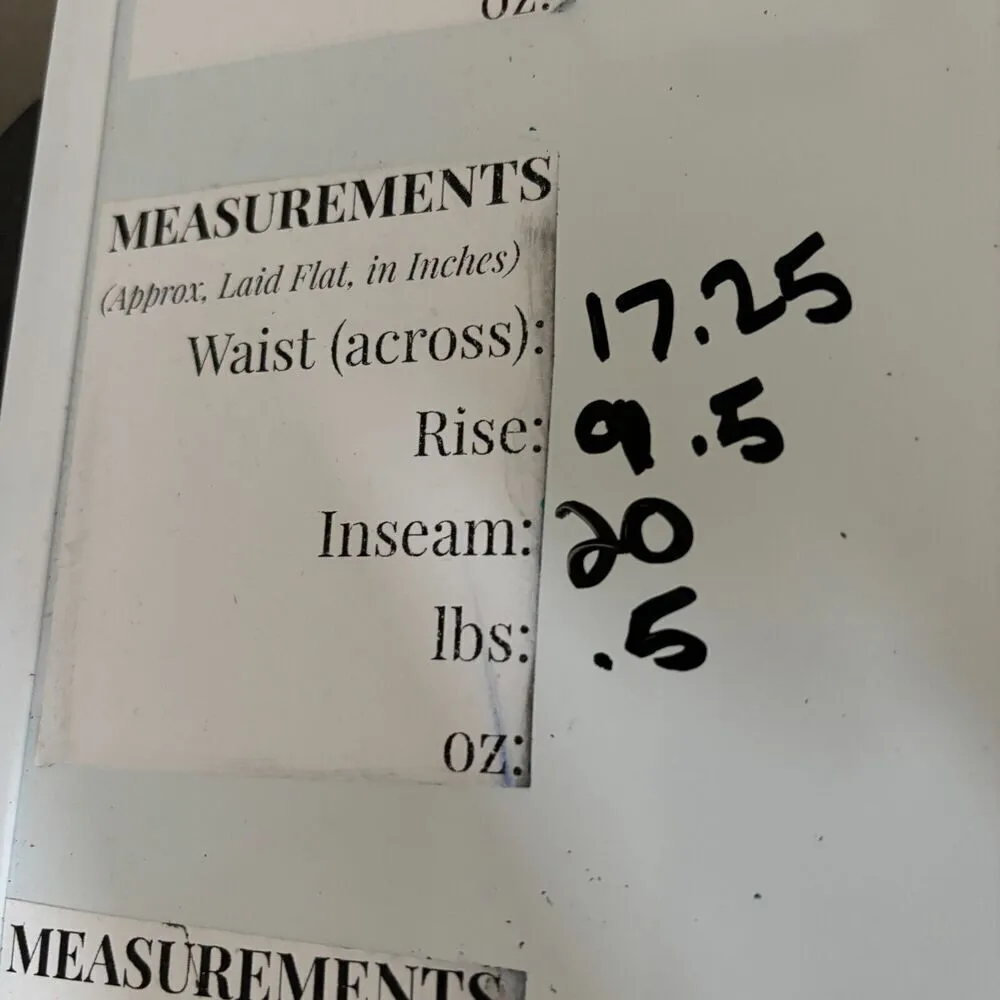 oz:
MEASUREMENTS
(Approx, Laid Flat, in Inches)
Waist (across): 17.25
Rise: 9.5
Inseam: 20
lbs: .5
oz:
MEASUREMENTS